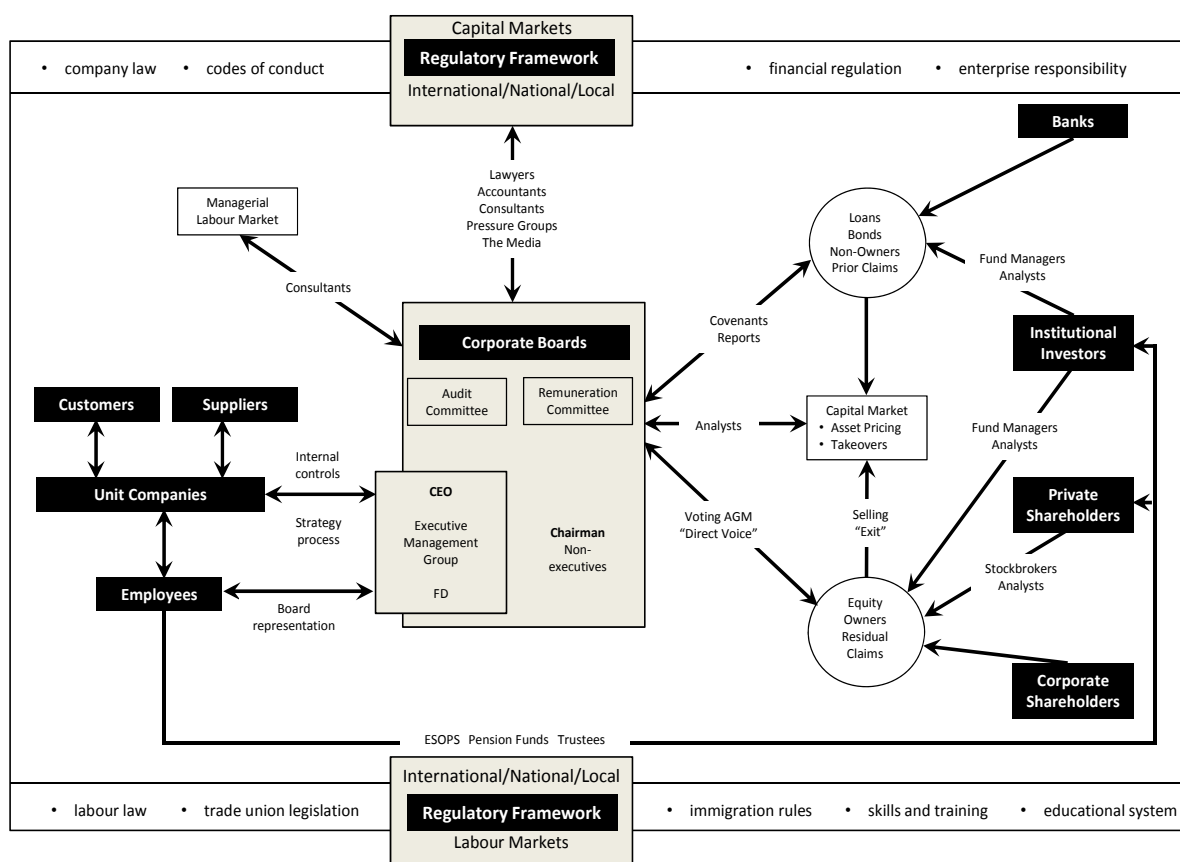 Capital Markets
Regulatory Framework
International/National/Local
• company law • codes of conduct
• financial regulation • enterprise responsibility
Banks
Lawyers
Accountants
Consultants
Pressure Groups
The Media
Managerial
Labour Market
Consultants
Loans
Bonds
Non-Owners
Prior Claims
Fund Managers
Analysts
Covenants
Reports
Institutional
Investors
Corporate Boards
Audit
Committee
Remuneration
Committee
Customers
Suppliers
Analysts
Capital Market
• Asset Pricing
• Takeovers
Fund Managers
Analysts
Internal
controls
Unit Companies
Strategy
process
CEO
Executive
Management
Group
FD
Chairman
Non-
executives
Voting AGM
“Direct Voice”
Selling
“Exit”
Private
Shareholders
Stockbrokers
Analysts
Employees
Board
representation
Equity
Owners
Residual
Claims
Corporate
Shareholders
ESOPS Pension Funds Trustees
International/National/Local
Regulatory Framework
Labour Markets
• labour law • trade union legislation
• immigration rules • skills and training • educational system